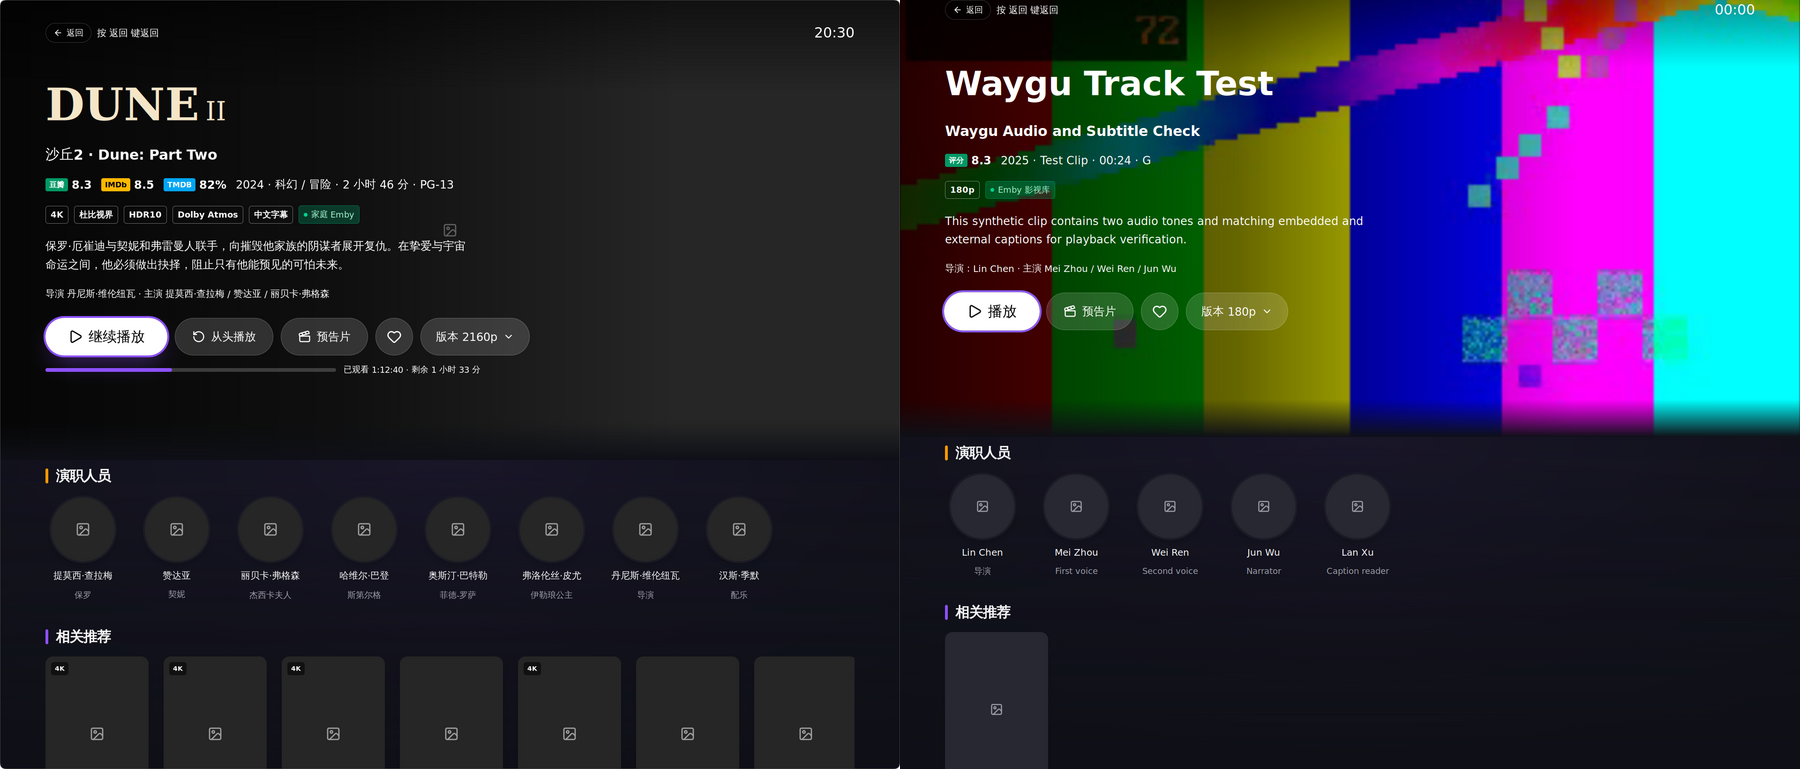 返回 按 返回 键返回
20:30
DUNE II
沙丘2 · Dune: Part Two
豆瓣 8.3 IMDb 8.5 TMDB 82% 2024 · 科幻 / 冒险 · 2 小时 46 分 · PG-13
4K 杜比视界 HDR10 Dolby Atmos 中文字幕 家庭 Emby
保罗·厄崔迪与契妮和弗雷曼人联手，向摧毁他家族的阴谋者展开复仇。在挚爱与宇宙
命运之间，他必须做出抉择，阻止只有他能预见的可怕未来。
导演 丹尼斯·维伦纽瓦 · 主演 提莫西·查拉梅 / 赞达亚 / 丽贝卡·弗格森
继续播放 从头播放 预告片 版本 2160p
已观看 1:12:40 · 剩余 1 小时 33 分
演职人员
提莫西·查拉梅 赞达亚 丽贝卡·弗格森 哈维尔·巴登 奥斯汀·巴特勒 弗洛伦丝·皮尤 丹尼斯·维伦纽瓦 汉斯·季默
保罗 契妮 杰西卡夫人 斯第尔格 菲德-罗萨 伊勒琅公主 导演 配乐
相关推荐
4K 4K 4K 4K
返回 按 返回 键返回
00:00
72
Waygu Track Test
Waygu Audio and Subtitle Check
评分 8.3 2025 · Test Clip · 00:24 · G
180p Emby 影视库
This synthetic clip contains two audio tones and matching embedded and
external captions for playback verification.
导演：Lin Chen · 主演 Mei Zhou / Wei Ren / Jun Wu
播放 预告片 版本 180p
演职人员
Lin Chen Mei Zhou Wei Ren Jun Wu Lan Xu
导演 First voice Second voice Narrator Caption reader
相关推荐